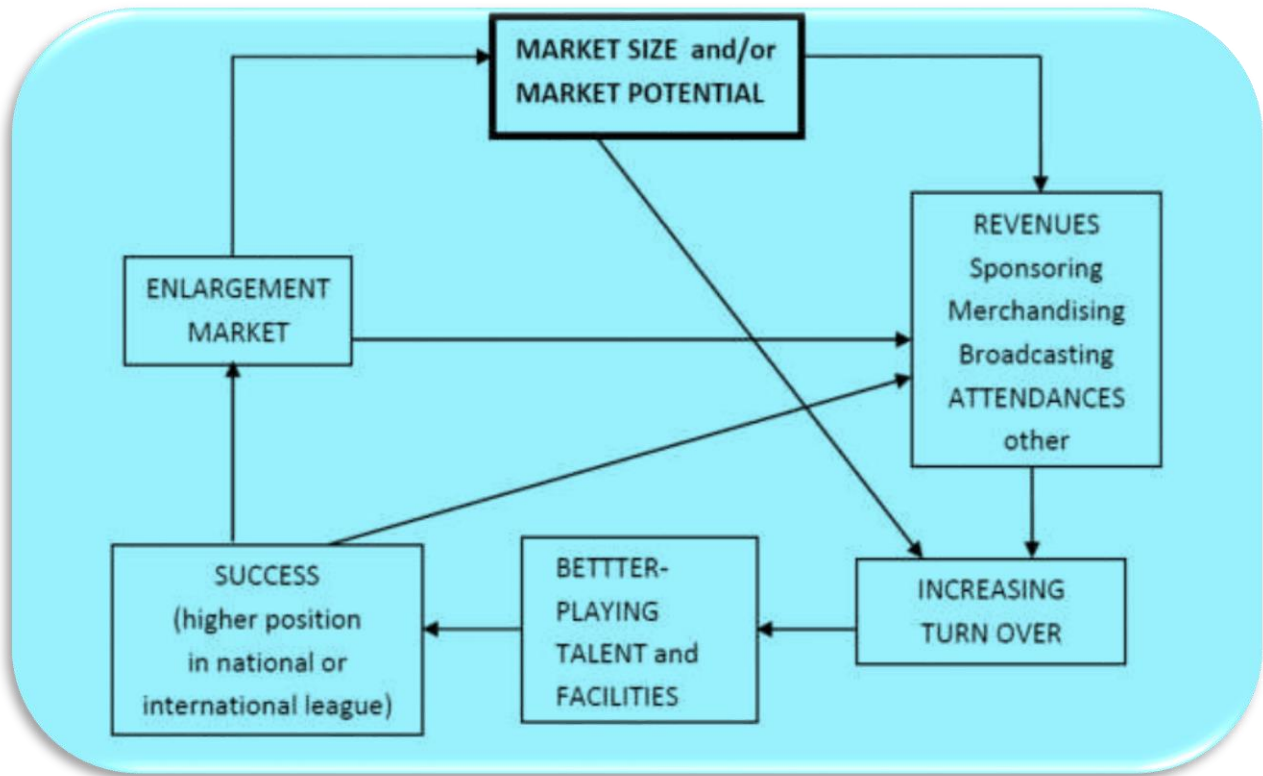 MARKET SIZE and/or
MARKET POTENTIAL
REVENUES
Sponsoring
Merchandising
Broadcasting
ATTENDANCES
other
ENLARGEMENT
MARKET
SUCCESS
(higher position
in national or
international league)
BETTTER-
PLAYING
TALENT and
FACILITIES
INCREASING
TURN OVER